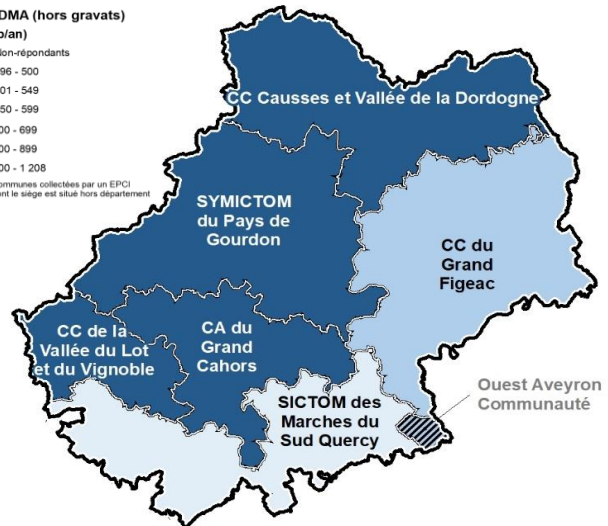 DMA (hors gravats)
/an)
Non-répondants
96 - 500
01 - 549
50 - 599
00 - 699
00 - 899
00 - 1 208
ommunes collectées par un EPCI
ont le siège est situé hors département
CC Causses et Vallée de la Dordogne
SYMICTOM
du Pays de
Gourdon
CC du
Grand
Figeac
CC de la
Vallée du Lot
et du Vignoble
CA du
Grand
Cahors
SICTOM des
Marches du
Sud Quercy
Ouest Aveyron
Communauté